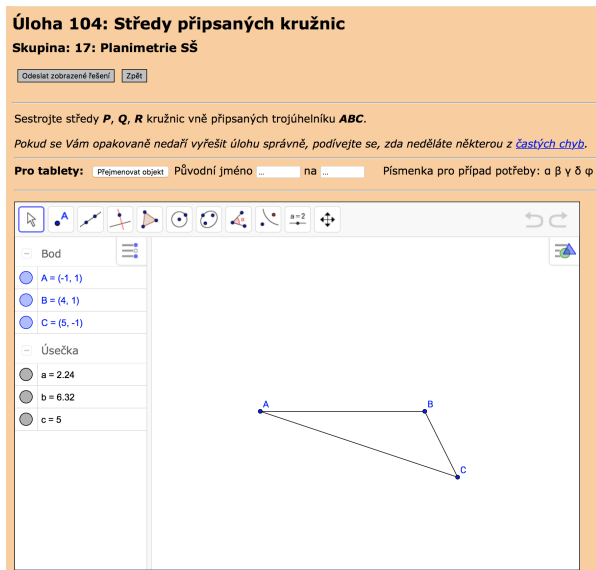 Úloha 104: Středy připsaných kružnic
Skupina: 17: Planimetrie SŠ
Odeslat zobrazené řešení Zpět
Sestrojte středy P, Q, R kružnic vně připsaných trojúhelníku ABC.
Pokud se Vám opakovaně nedaří vyřešit úlohu správně, podívejte se, zda neděláte některou z častých chyb.
Pro tablety: Přejmenovat objekt Původní jméno ... na ... Písmenka pro případ potřeby: α β γ δ φ
A a=2
Bod
A = (-1, 1)
B = (4, 1)
C = (5, -1)
Úsečka
a = 2.24
b = 6.32
c = 5
A B
C